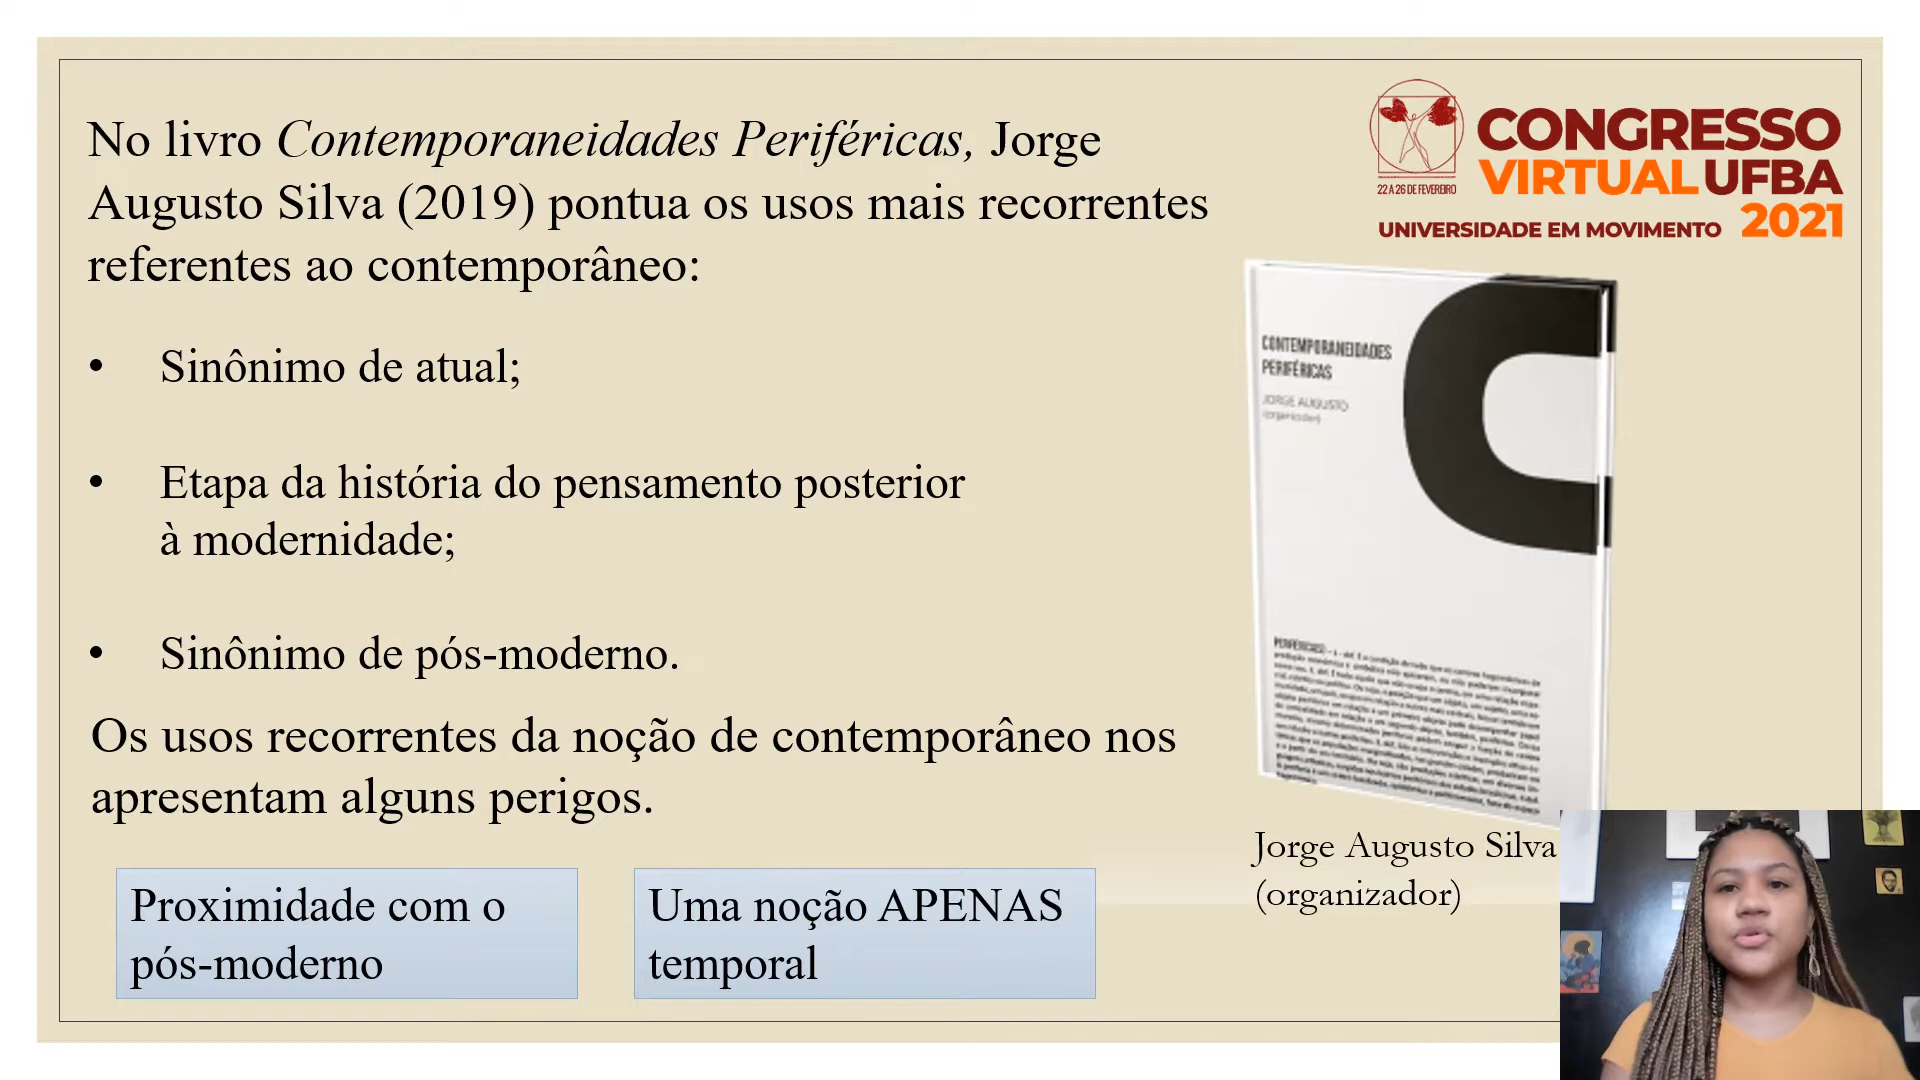 No livro Contemporaneidades Periféricas, Jorge
Augusto Silva (2019) pontua os usos mais recorrentes
referentes ao contemporâneo:
• Sinônimo de atual;
• Etapa da história do pensamento posterior
à modernidade;
• Sinônimo de pós-moderno.
Os usos recorrentes da noção de contemporâneo nos
apresentam alguns perigos.
Proximidade com o
pós-moderno
Uma noção APENAS
temporal
22 A 26 DE FEVEREIRO
CONGRESSO
VIRTUAL UFBA
UNIVERSIDADE EM MOVIMENTO 2021
CONTEMPORANEIDADES
PERIFÉRICAS
JORGE AUGUSTO
(organizador)
Jorge Augusto Silva
(organizador)